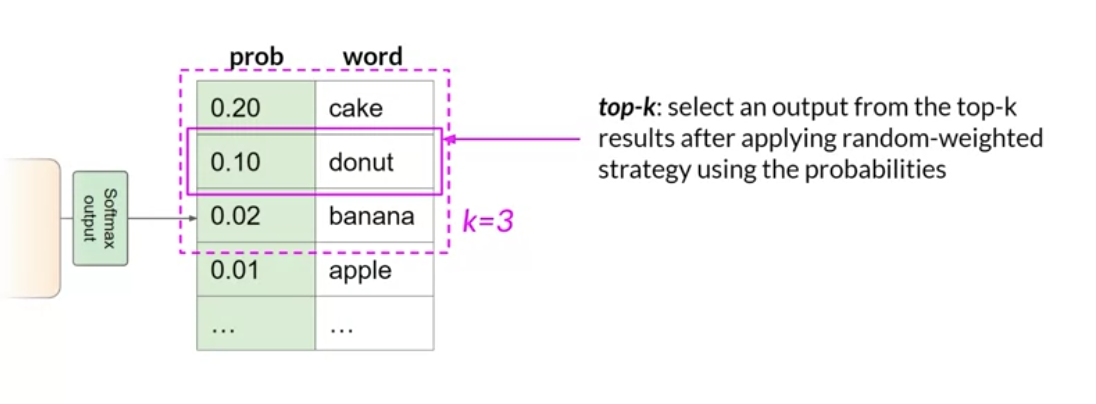 prob word
0.20 cake
0.10 donut
0.02 banana
0.01 apple
... ...
Softmax
output
k=3
top-k: select an output from the top-k
results after applying random-weighted
strategy using the probabilities